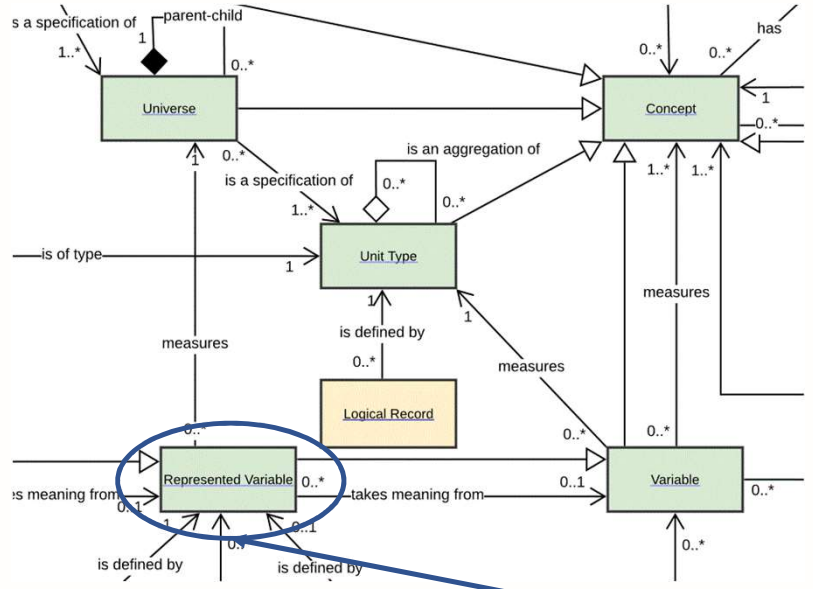 s a specification of
parent-child
has
1
1..*
0..*
0..*
0..*
Universe
Concept
1
0..*
1
0..*
is an aggregation of
is a specification of
0..*
1..*
1..*
1..*
0..*
is of type
1
Unit Type
1
1
measures
is defined by
measures
measures
0..*
Logical Record
0..*
0..*
0..*
Represented Variable
0..*
0..1
Variable
0..*
es meaning from
0..1
takes meaning from
1
0..1
0..*
is defined by
is defined by